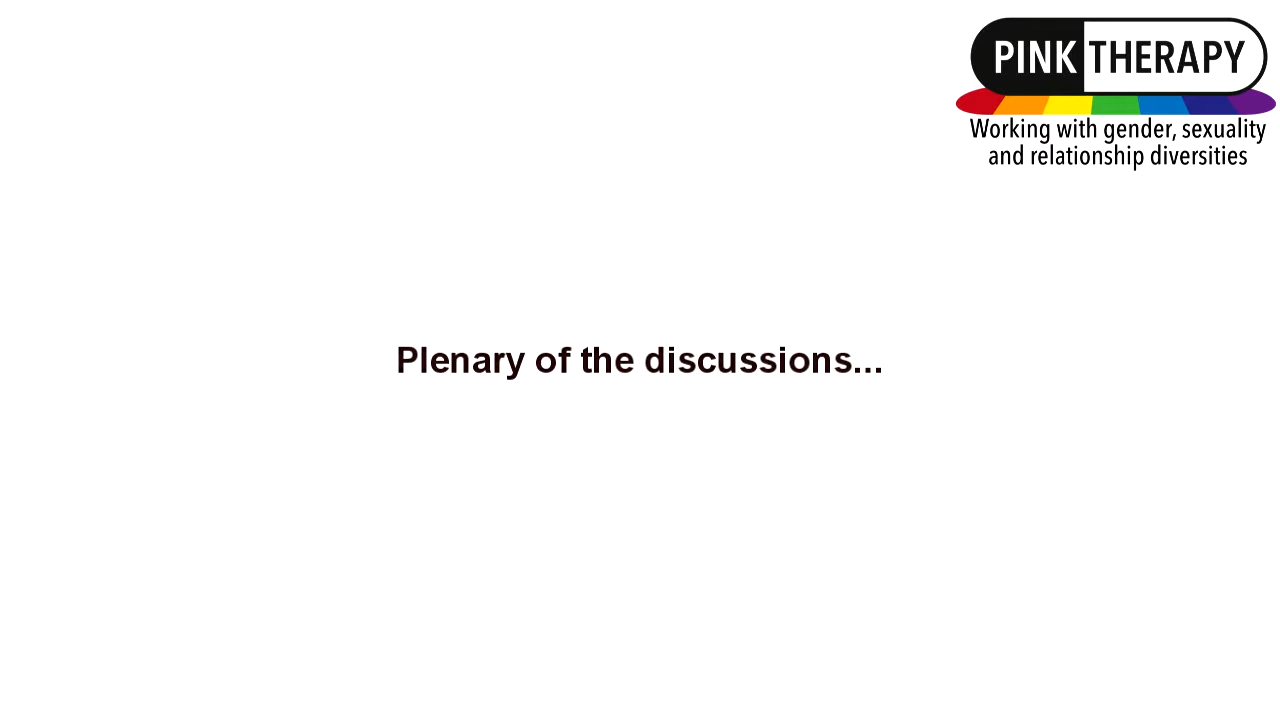 PINK THERAPY
Working with gender, sexuality
and relationship diversities
Plenary of the discussions...